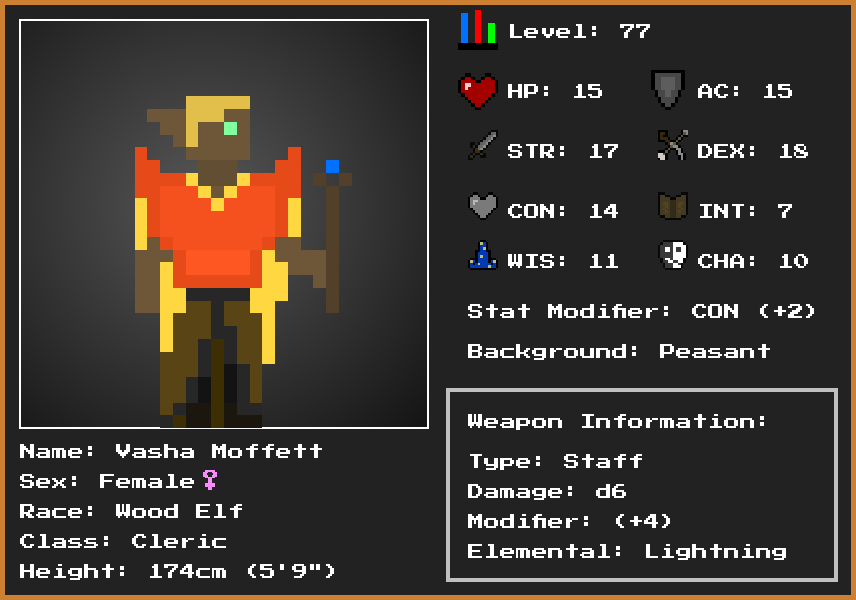 Level: 77
HP: 15 AC: 15
STR: 17 DEX: 18
CON: 14 INT: 7
WIS: 11 CHA: 10
Stat Modifier: CON (+2)
Background: Peasant
Weapon Information:
Type: Staff
Damage: d6
Modifier: (+4)
Elemental: Lightning
Name: Vasha Moffett
Sex: Female♀
Race: Wood Elf
Class: Cleric
Height: 174cm (5'9")